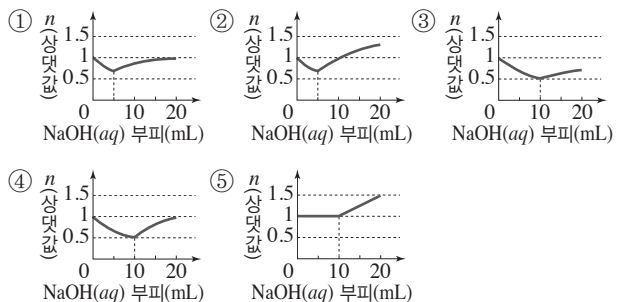 ① n (상댓값) 1.5 1 0.5 0 10 20 NaOH(aq) 부피(mL)
② n (상댓값) 1.5 1 0.5 0 10 20 NaOH(aq) 부피(mL)
③ n (상댓값) 1.5 1 0.5 0 10 20 NaOH(aq) 부피(mL)
④ n (상댓값) 1.5 1 0.5 0 10 20 NaOH(aq) 부피(mL)
⑤ n (상댓값) 1.5 1 0.5 0 10 20 NaOH(aq) 부피(mL)